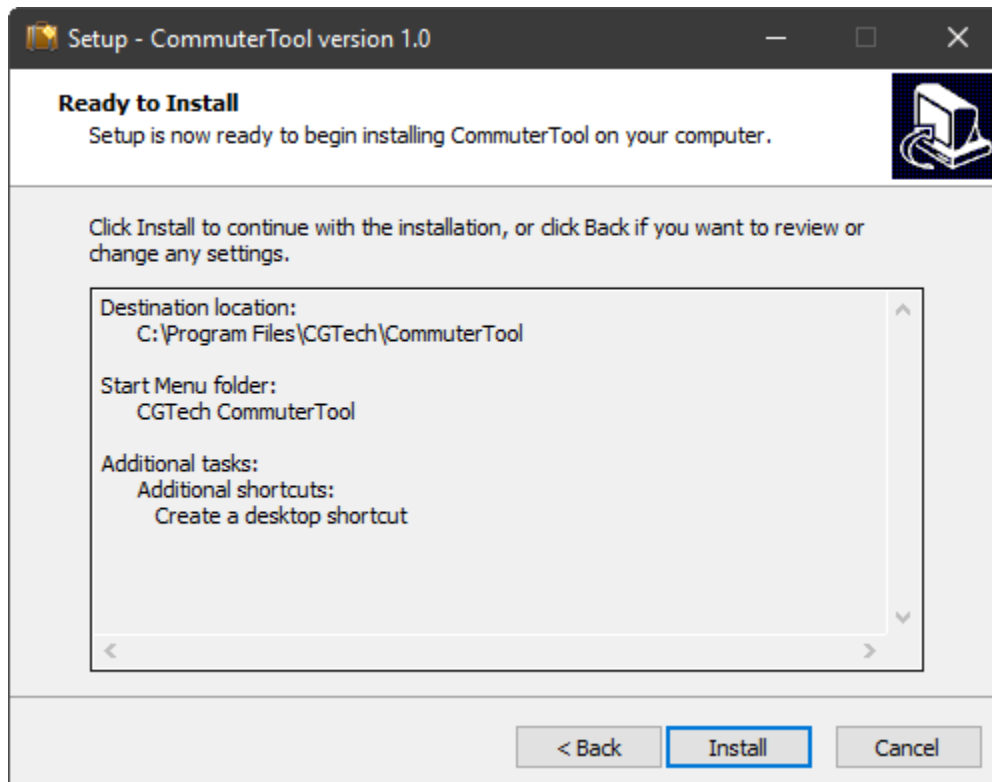 Setup - CommuterTool version 1.0
Ready to Install
Setup is now ready to begin installing CommuterTool on your computer.
Click Install to continue with the installation, or click Back if you want to review or
change any settings.
Destination location:
C:\Program Files\CGTech\CommuterTool
Start Menu folder:
CGTech CommuterTool
Additional tasks:
Additional shortcuts:
Create a desktop shortcut
< Back
Install
Cancel